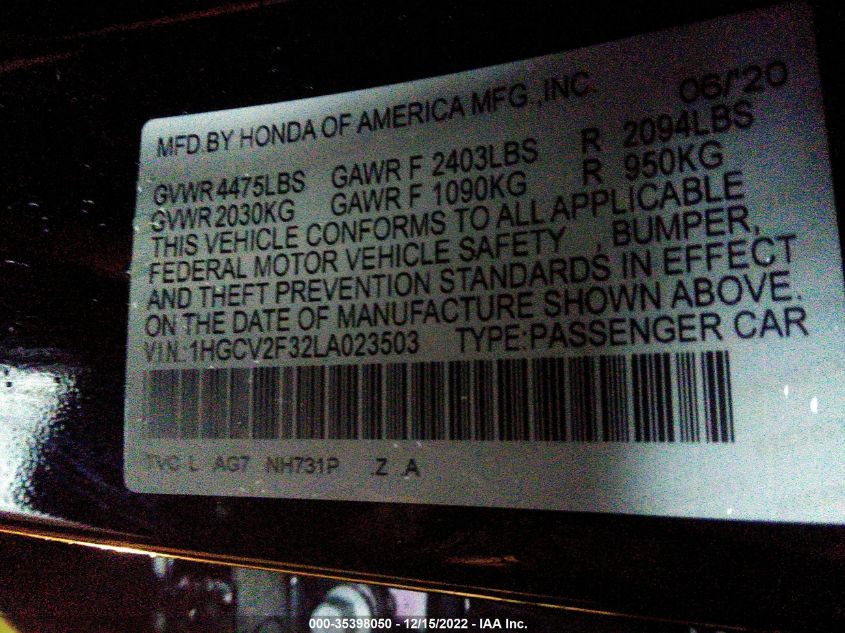 MFD.BY HONDA OF AMERICA MFG.,INC. 06/'20
GVWR 4475LBS GAWR F 2403LBS R 2094LBS
GVWR 2030KG GAWR F 1090KG R 950KG
THIS VEHICLE CONFORMS TO ALL APPLICABLE
FEDERAL MOTOR VEHICLE SAFETY , BUMPER,
AND THEFT PREVENTION STANDARDS IN EFFECT
ON THE DATE OF MANUFACTURE SHOWN ABOVE.
VIN.:1HGCV2F32LA023503 TYPE:PASSENGER CAR
TVC L AG7 NH731P Z A
000-35398050 - 12/15/2022 - IAA Inc.